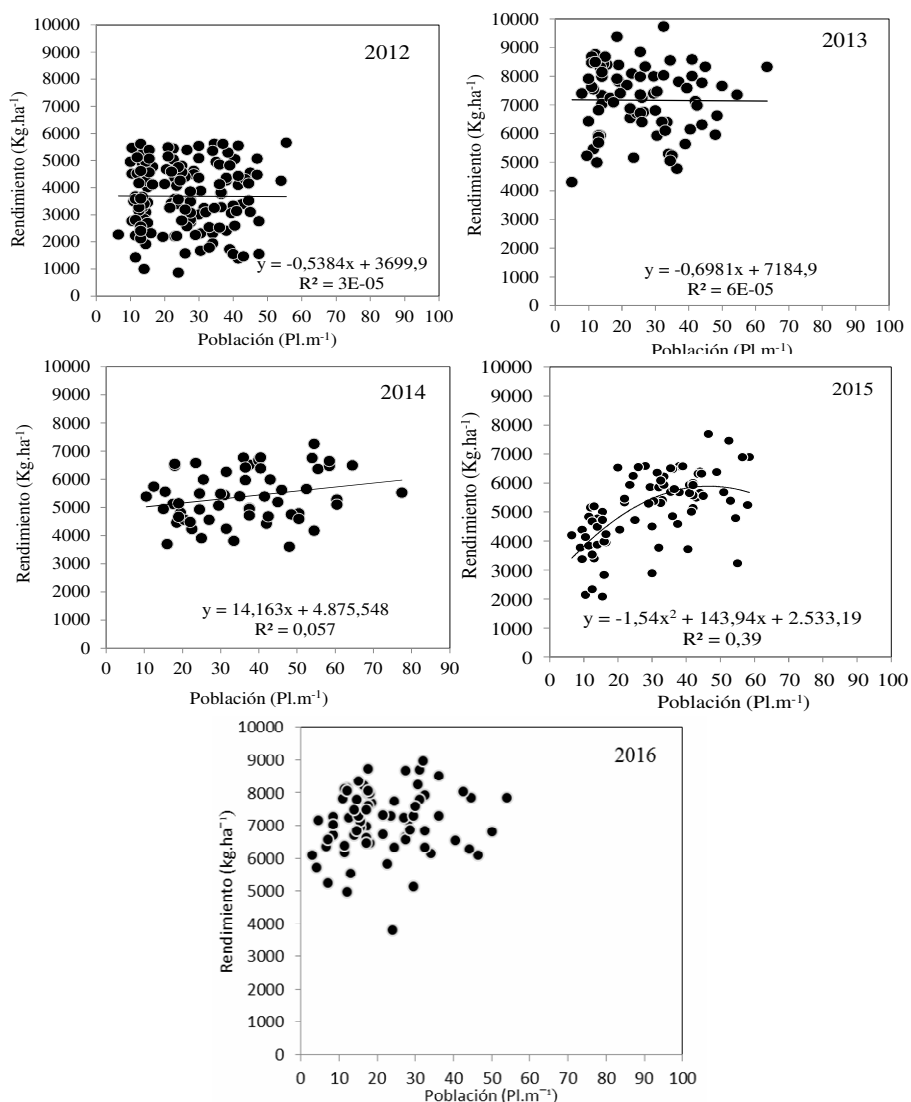 2012
10000
9000
8000
7000
6000
5000
4000
3000
2000
1000
0
Rendimiento (Kg.ha⁻¹)
y = -0,5384x + 3699,9
R² = 3E-05
0 10 20 30 40 50 60 70 80 90 100
Población (Pl.m⁻¹)
2013
10000
9000
8000
7000
6000
5000
4000
3000
2000
1000
0
Rendimiento (Kg.ha⁻¹)
y = -0,6981x + 7184,9
R² = 6E-05
0 10 20 30 40 50 60 70 80 90 100
Población (Pl.m⁻¹)
2014
10000
9000
8000
7000
6000
5000
4000
3000
2000
1000
0
Rendimiento (Kg.ha⁻¹)
y = 14,163x + 4.875,548
R² = 0,057
0 10 20 30 40 50 60 70 80 90
Población (Pl.m⁻¹)
2015
10000
9000
8000
7000
6000
5000
4000
3000
2000
1000
0
Rendimiento (Kg.ha⁻¹)
y = -1,54x² + 143,94x + 2.533,19
R² = 0,39
0 10 20 30 40 50 60 70 80 90 100
Población (Pl.m⁻¹)
2016
10000
9000
8000
7000
6000
5000
4000
3000
2000
1000
0
Rendimiento (kg.ha⁻¹)
0 10 20 30 40 50 60 70 80 90 100
Población (Pl.m⁻¹)